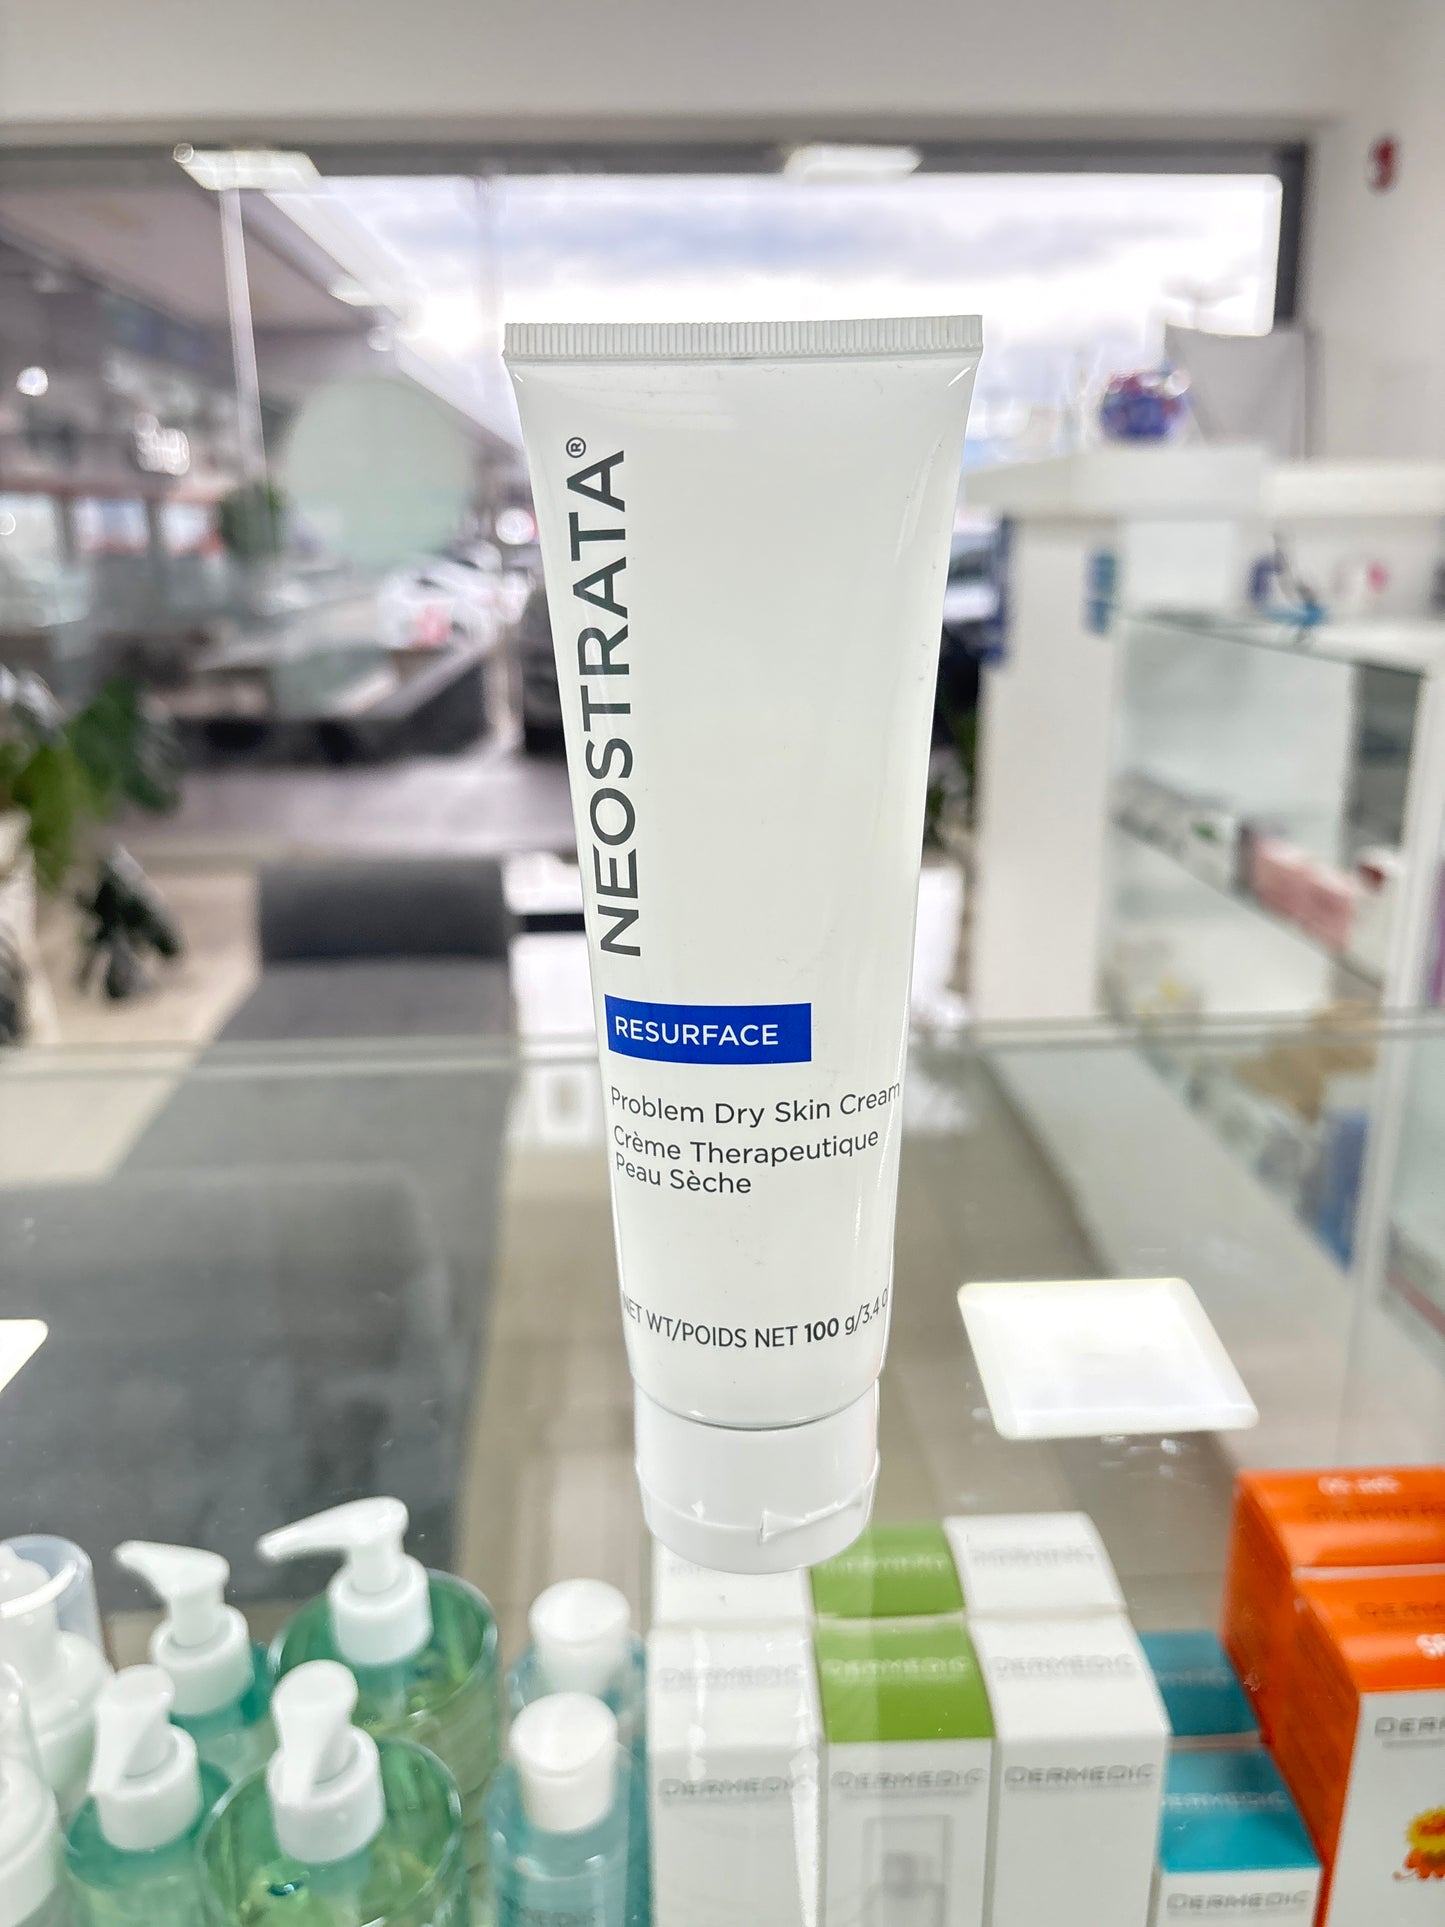 NEOSTRATA®
RESURFACE
Problem Dry Skin Cream
Crème Therapeutique
Peau Sèche
NET WT/POIDS NET 100 g/3.4
DERMEDIC
DERMEDIC
DERMEDIC
DERMEDIC